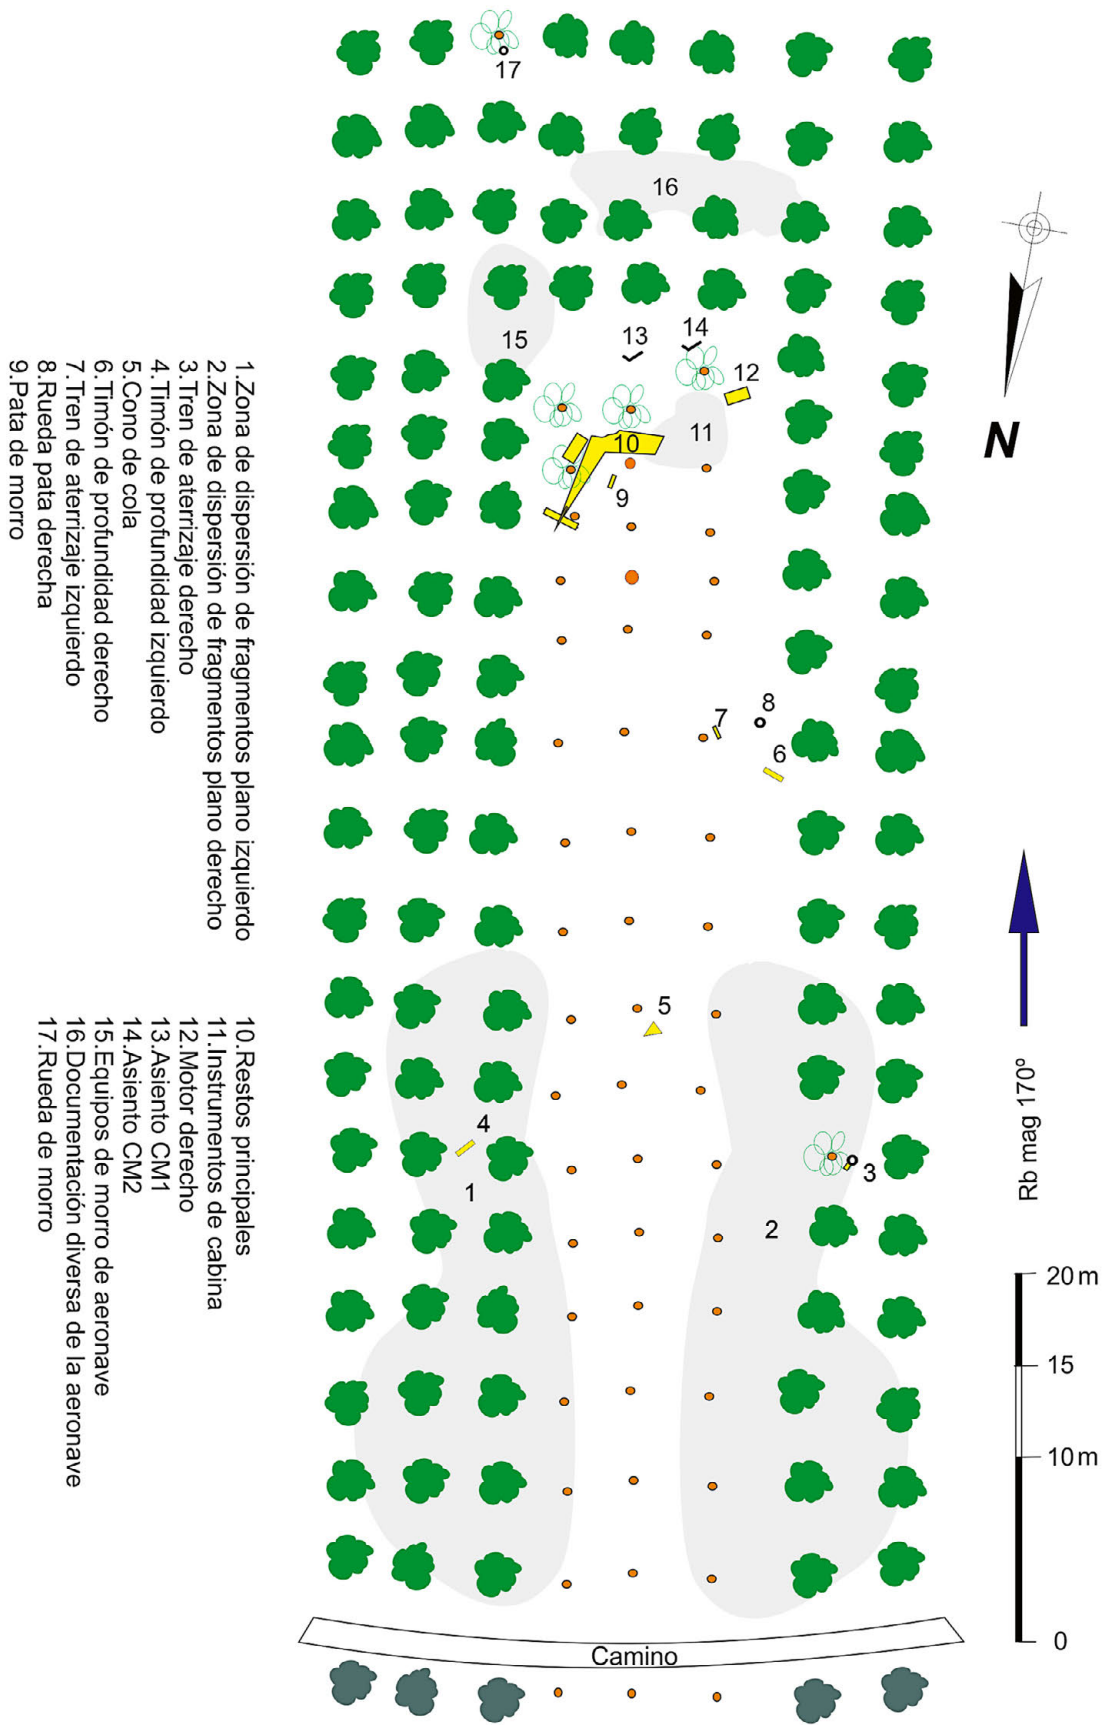 17
16
15
13
14
12
11
10
9
N
8
7
6
5
4
3
1
2
Rb mag 170º
20 m
15
10 m
0
Camino
1.Zona de dispersión de fragmentos plano izquierdo
2.Zona de dispersión de fragmentos plano derecho
3.Tren de aterrizaje derecho
4.Timón de profundidad izquierdo
5.Cono de cola
6.Timón de profundidad derecho
7.Tren de aterrizaje izquierdo
8.Rueda pata derecha
9.Pata de morro
10.Restos principales
11.Instrumentos de cabina
12.Motor derecho
13.Asiento CM1
14.Asiento CM2
15.Equipos de morro de aeronave
16.Documentación diversa de la aeronave
17.Rueda de morro